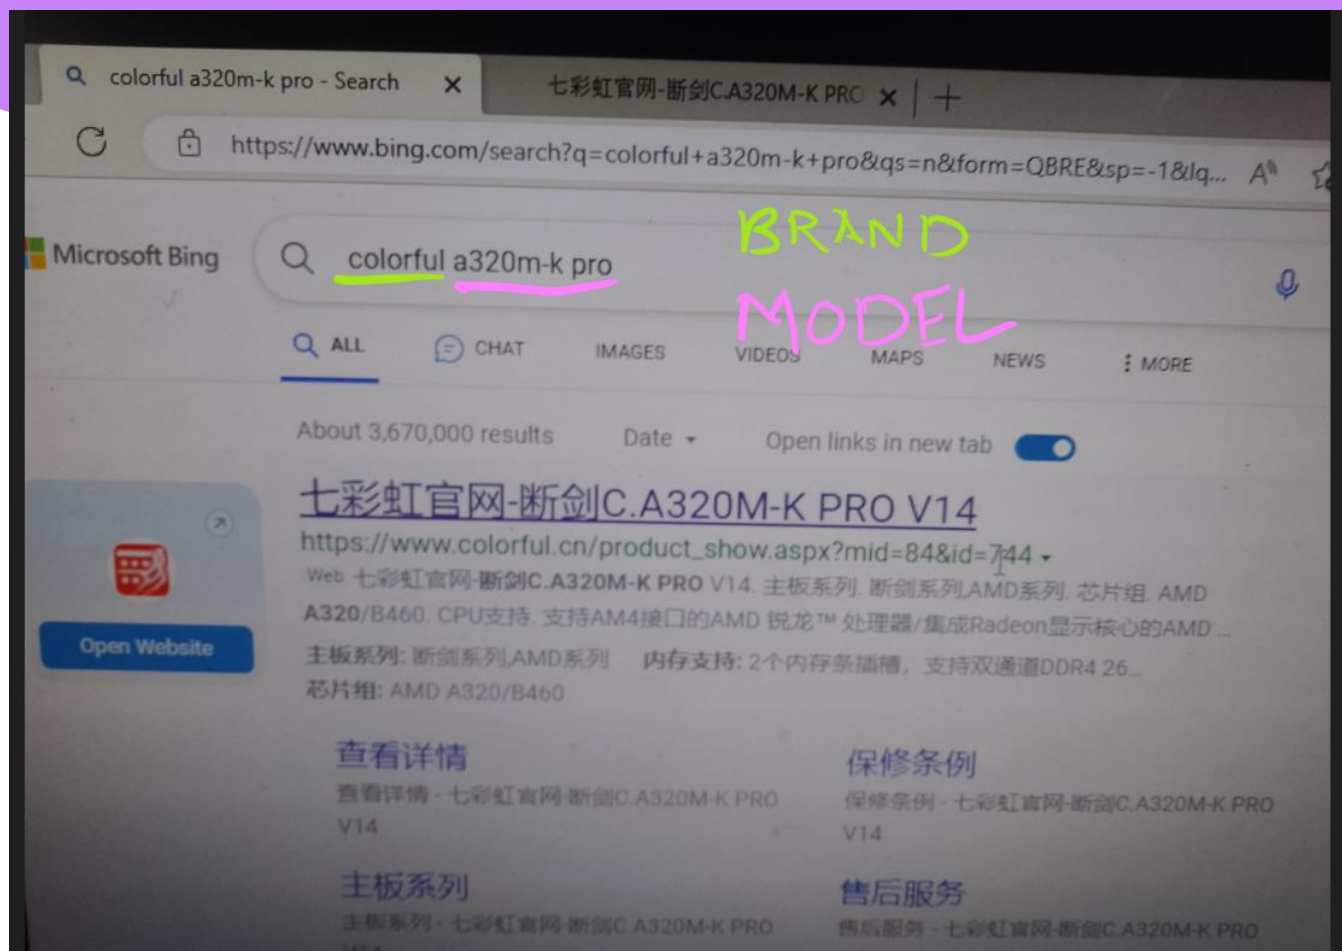 colorful a320m-k pro - Search
七彩虹官网-断剑C.A320M-K PRO
https://www.bing.com/search?q=colorful+a320m-k+pro&qs=n&form=QBRE&sp=-1&lq...
Microsoft Bing
colorful a320m-k pro
BRAND
MODEL
ALL CHAT IMAGES VIDEOS MAPS NEWS MORE
About 3,670,000 results Date Open links in new tab
七彩虹官网-断剑C.A320M-K PRO V14
https://www.colorful.cn/product_show.aspx?mid=84&id=744
Web 七彩虹官网-断剑C.A320M-K PRO V14. 主板系列. 断剑系列,AMD系列. 芯片组. AMD
A320/B460. CPU支持. 支持AM4接口的AMD 锐龙™ 处理器/集成Radeon显示核心的AMD ...
Open Website
主板系列: 断剑系列,AMD系列 内存支持: 2个内存条插槽，支持双通道DDR4 26...
芯片组: AMD A320/B460
查看详情
查看详情 - 七彩虹官网-断剑C.A320M-K PRO
V14
保修条例
保修条例 - 七彩虹官网-断剑C.A320M-K PRO
V14
主板系列
主板系列 - 七彩虹官网-断剑C.A320M-K PRO
V14
售后服务
售后服务 - 七彩虹官网-断剑C.A320M-K PRO